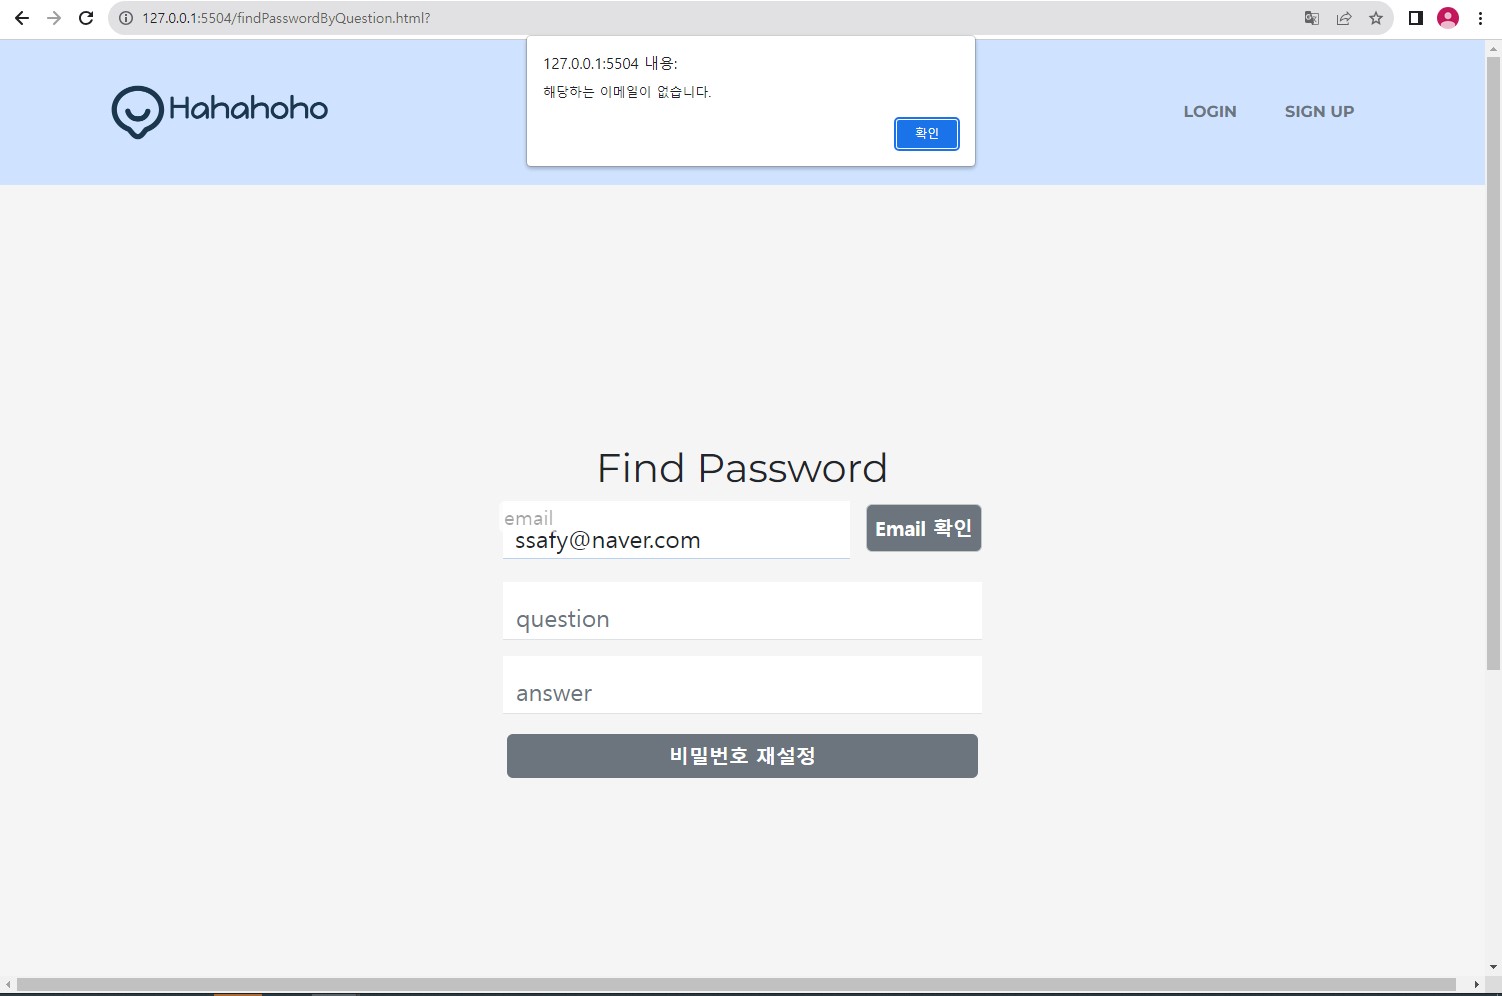 127.0.0.1:5504/findPasswordByQuestion.html?
127.0.0.1:5504 내용:
해당하는 이메일이 없습니다.
확인
Hahahoho
LOGIN SIGN UP
Find Password
email
ssafy@naver.com
Email 확인
question
answer
비밀번호 재설정